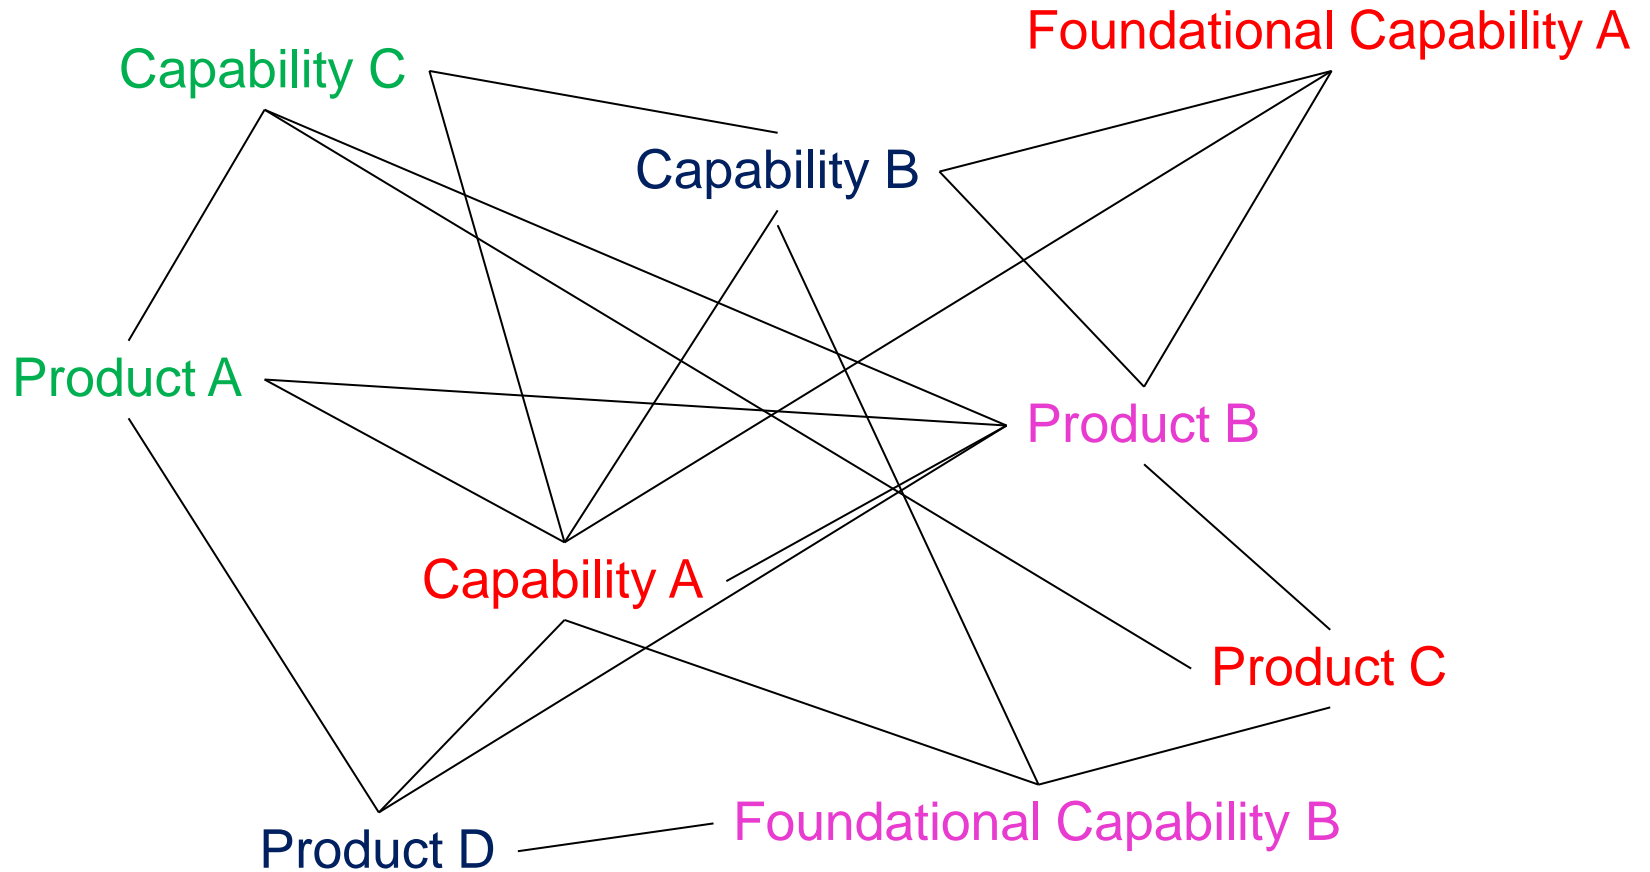 Foundational Capability A
Capability C
Capability B
Product A
Product B
Capability A
Product C
Foundational Capability B
Product D